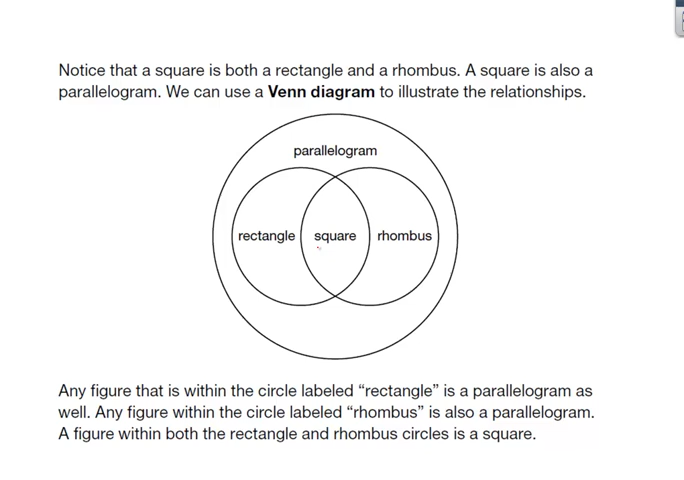 Notice that a square is both a rectangle and a rhombus. A square is also a
parallelogram. We can use a Venn diagram to illustrate the relationships.
parallelogram
rectangle square rhombus
Any figure that is within the circle labeled “rectangle” is a parallelogram as
well. Any figure within the circle labeled “rhombus” is also a parallelogram.
A figure within both the rectangle and rhombus circles is a square.